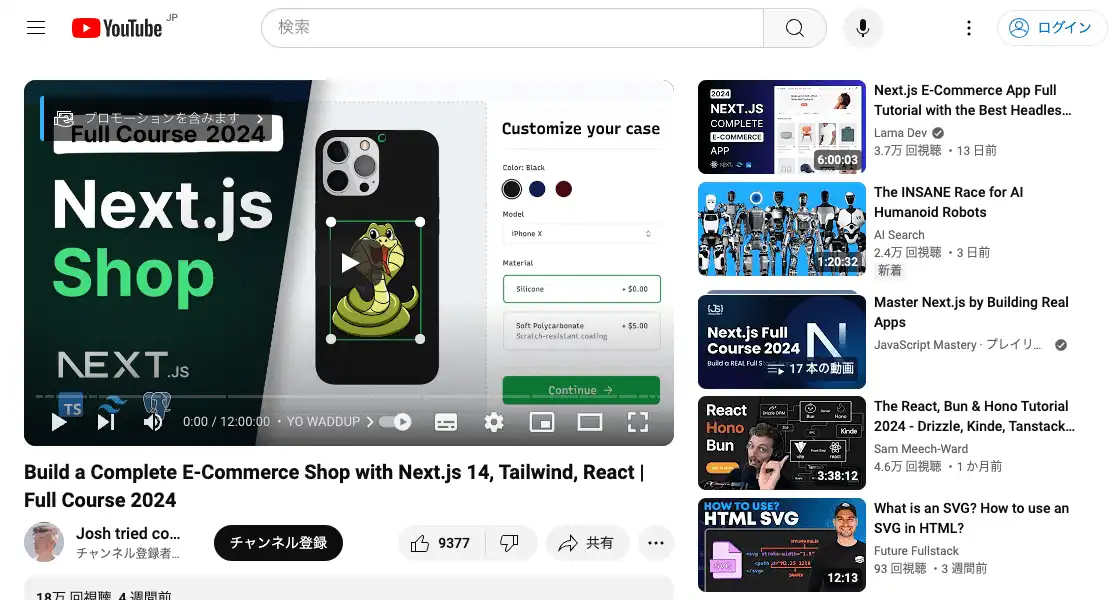 YouTube JP
検索
ログイン
プロモーションを含みます
Full Course 2024
Next.js
Shop
NEXT.JS
TS
Customize your case
Color: Black
Model
iPhone X
Material
Silicone
+ $0.00
Soft Polycarbonate
+ $5.00
Scratch-resistant coating
Continue →
0:00 / 12:00:00 • YO WADDUP
Build a Complete E-Commerce Shop with Next.js 14, Tailwind, React |
Full Course 2024
Josh tried co...
チャンネル登録者...
チャンネル登録
9377
共有
18万 回視聴 4 週間前
2024
NEXT.JS
COMPLETE
E-COMMERCE
APP
6:00:03
Next.js E-Commerce App Full
Tutorial with the Best Headles...
Lama Dev
3.7万 回視聴 • 13 日前
1:20:32
The INSANE Race for AI
Humanoid Robots
AI Search
2.4万 回視聴 • 3 日前
新着
Next.js Full
Course 2024
Build a REAL Full
17 本の動画
Master Next.js by Building Real
Apps
JavaScript Mastery · プレイリ...
React
Hono
Bun
Kinde
3:38:12
The React, Bun & Hono Tutorial
2024 - Drizzle, Kinde, Tanstack...
Sam Meech-Ward
4.6万 回視聴 • 1 か月前
HOW TO USE?
HTML SVG
SVG
12:13
What is an SVG? How to use an
SVG in HTML?
Future Fullstack
93 回視聴 • 3 週間前